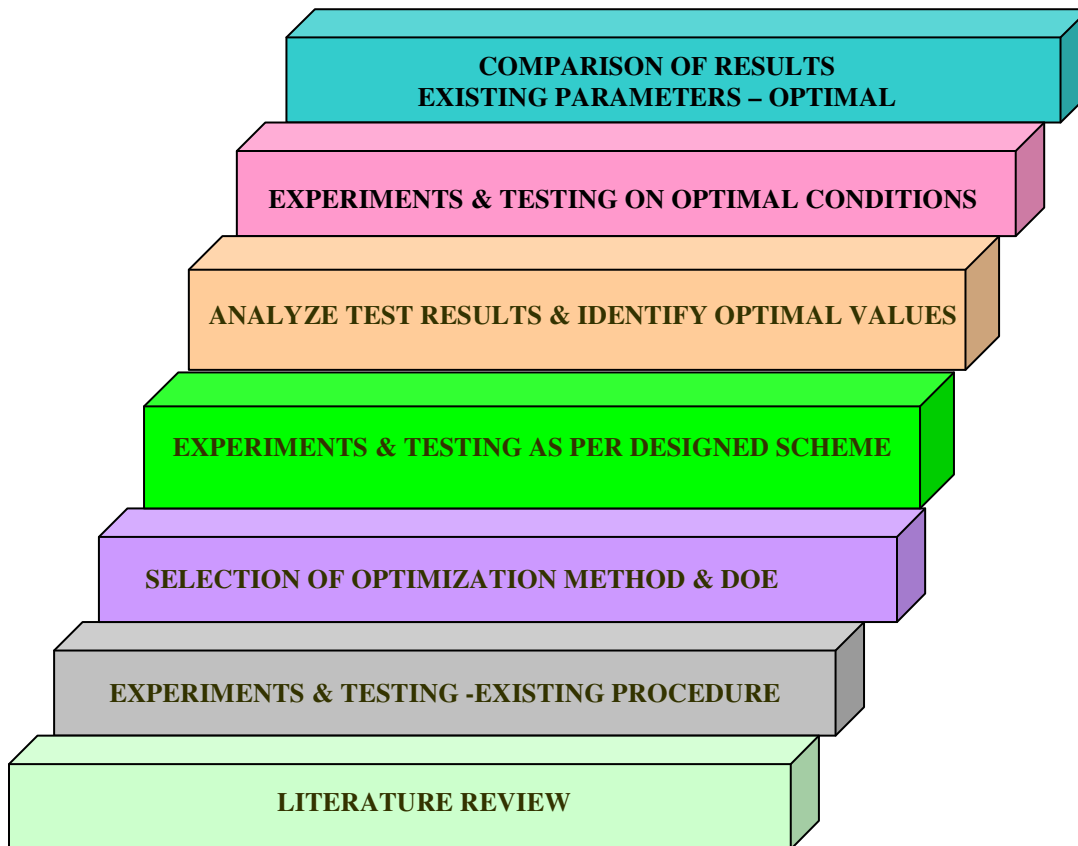 COMPARISON OF RESULTS
EXISTING PARAMETERS – OPTIMAL
EXPERIMENTS & TESTING ON OPTIMAL CONDITIONS
ANALYZE TEST RESULTS & IDENTIFY OPTIMAL VALUES
EXPERIMENTS & TESTING AS PER DESIGNED SCHEME
SELECTION OF OPTIMIZATION METHOD & DOE
EXPERIMENTS & TESTING -EXISTING PROCEDURE
LITERATURE REVIEW